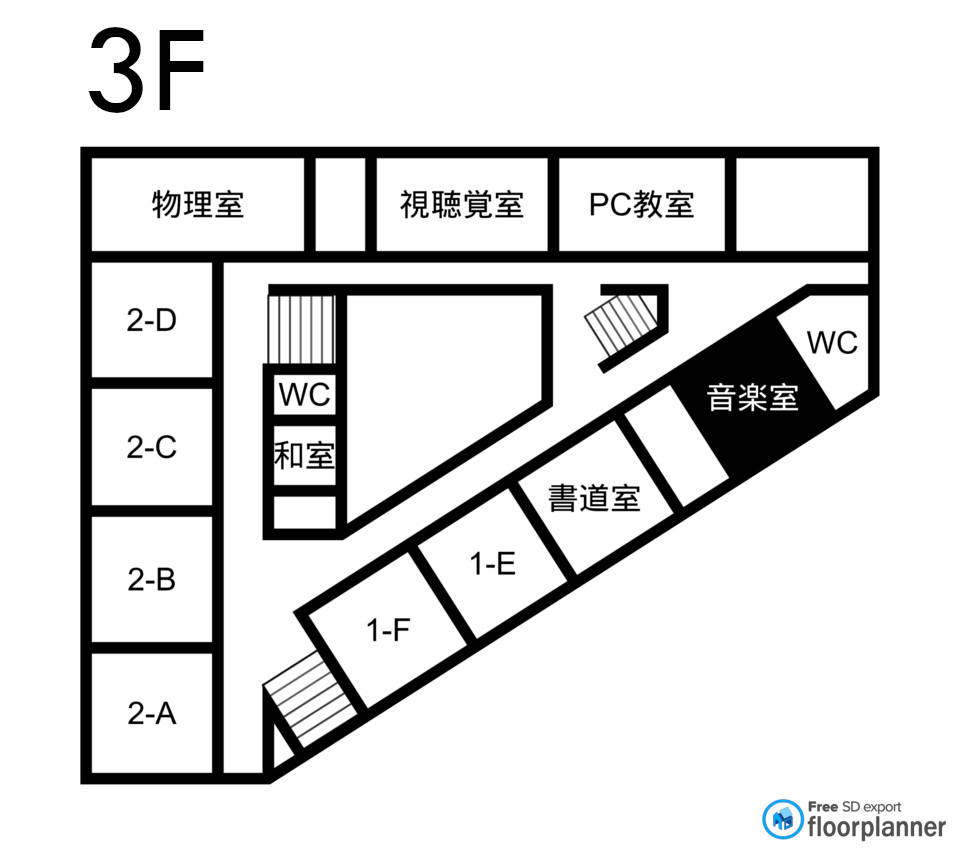 3F
物理室
視聴覚室
PC教室
2-D
WC
音楽室
WC
2-C
和室
書道室
2-B
1-E
1-F
2-A
Free SD export
floorplanner